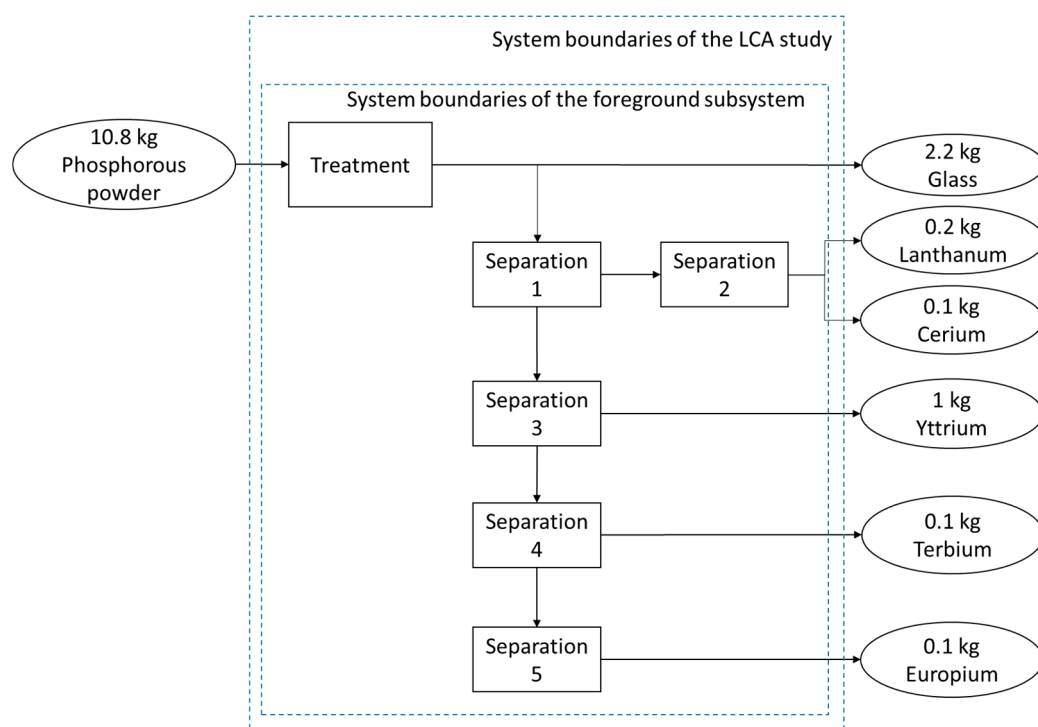 System boundaries of the LCA study
System boundaries of the foreground subsystem
10.8 kg
Phosphorous
powder
Treatment
2.2 kg
Glass
0.2 kg
Lanthanum
Separation
1
Separation
2
0.1 kg
Cerium
Separation
3
1 kg
Yttrium
Separation
4
0.1 kg
Terbium
Separation
5
0.1 kg
Europium